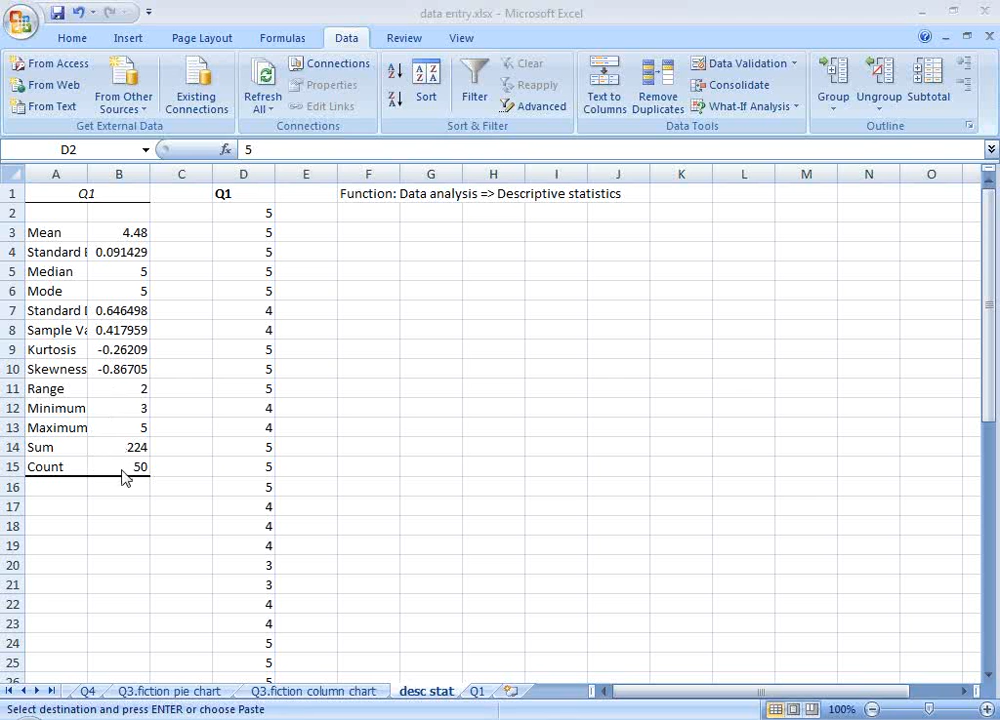 data entry.xlsx - Microsoft Excel
Home Insert Page Layout Formulas Data Review View
From Access
From Web
From Text
From Other Sources
Existing Connections
Get External Data
Refresh All
Connections
Properties
Edit Links
Connections
Sort
Filter
Clear
Reapply
Advanced
Sort & Filter
Text to Columns
Remove Duplicates
Data Validation
Consolidate
What-If Analysis
Data Tools
Group
Ungroup
Subtotal
Outline
D2 fx 5
A B C D E F G H I J K L M N O
1 Q1 Q1 Function: Data analysis => Descriptive statistics
2 5
3 Mean 4.48 5
4 Standard E 0.091429 5
5 Median 5 5
6 Mode 5 5
7 Standard D 0.646498 4
8 Sample Va 0.417959 4
9 Kurtosis -0.26209 5
10 Skewness -0.86705 5
11 Range 2 5
12 Minimum 3 4
13 Maximum 5 4
14 Sum 224 5
15 Count 50 5
16 5
17 4
18 4
19 4
20 3
21 3
22 4
23 4
24 5
25 5
Q4 Q3.fiction pie chart Q3.fiction column chart desc stat Q1
Select destination and press ENTER or choose Paste 100%